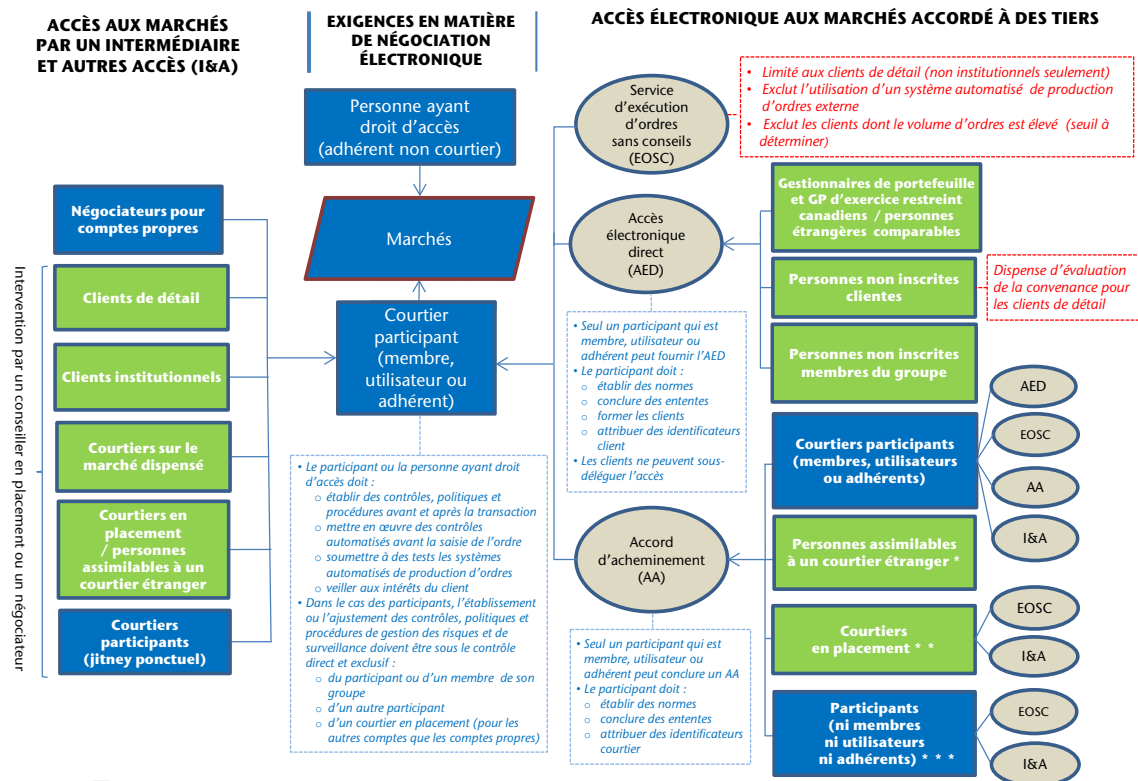 ACCÈS AUX MARCHÉS
PAR UN INTERMÉDIAIRE
ET AUTRES ACCÈS (I&A)
Intervention par un conseiller en placement ou un négociateur
Négociateurs pour
comptes propres
Clients de détail
Clients institutionnels
Courtiers sur le
marché dispensé
Courtiers en
placement
/ personnes
assimilables à un
courtier étranger
Courtiers
participants
(jitney ponctuel)
EXIGENCES EN MATIÈRE
DE NÉGOCIATION
ÉLECTRONIQUE
Personne ayant
droit d'accès
(adhérent non courtier)
Marchés
Courtier
participant
(membre,
utilisateur ou
adhérent)
• Le participant ou la personne ayant droit
d'accès doit :
o établir des contrôles, politiques et
procédures avant et après la transaction
o mettre en œuvre des contrôles
automatisés avant la saisie de l'ordre
o soumettre à des tests les systèmes
automatisés de production d'ordres
o veiller aux intérêts du client
• Dans le cas des participants, l'établissement
ou l'ajustement des contrôles, politiques et
procédures de gestion des risques et de
surveillance doivent être sous le contrôle
direct et exclusif :
o du participant ou d'un membre de son
groupe
o d'un autre participant
o d'un courtier en placement (pour les
autres comptes que les comptes propres)
ACCÈS ÉLECTRONIQUE AUX MARCHÉS ACCORDÉ À DES TIERS
Service
d'exécution
d'ordres
sans conseils
(EOSC)
• Limité aux clients de détail (non institutionnels seulement)
• Exclut l'utilisation d'un système automatisé de production
d'ordres externe
• Exclut les clients dont le volume d'ordres est élevé (seuil à
déterminer)
Accès
électronique
direct
(AED)
Gestionnaires de portefeuille
et GP d'exercice restreint
canadiens / personnes
étrangères comparables
Personnes non inscrites
clientes
Dispense d'évaluation
de la convenance pour
les clients de détail
Personnes non inscrites
membres du groupe
• Seul un participant qui est
membre, utilisateur ou
adhérent peut fournir l'AED
• Le participant doit :
o établir des normes
o conclure des ententes
o former les clients
o attribuer des identificateurs
client
• Les clients ne peuvent sous-
déléguer l'accès
Accord
d'acheminement
(AA)
• Seul un participant qui est
membre, utilisateur ou
adhérent peut conclure un AA
• Le participant doit :
o établir des normes
o conclure des ententes
o attribuer des identificateurs
courtier
Courtiers participants
(membres, utilisateurs
ou adhérents)
AED
EOSC
AA
I&A
Personnes assimilables
à un courtier étranger *
Courtiers
en placement * *
EOSC
I&A
Participants
(ni membres
ni utilisateurs
ni adhérents) * * *
EOSC
I&A